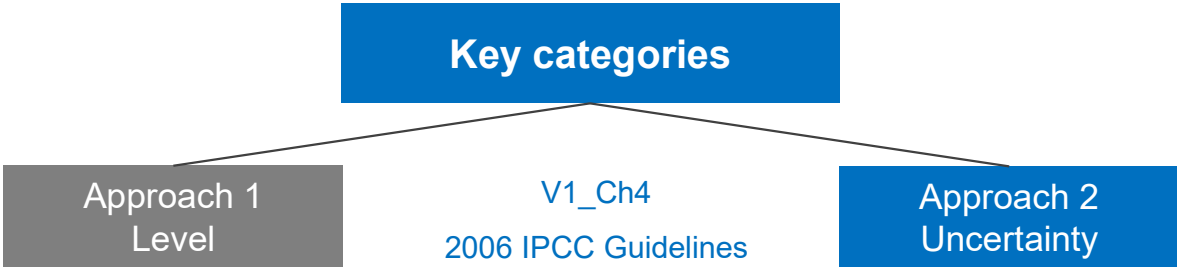 Key categories
Approach 1
Level
V1_Ch4
2006 IPCC Guidelines
Approach 2
Uncertainty